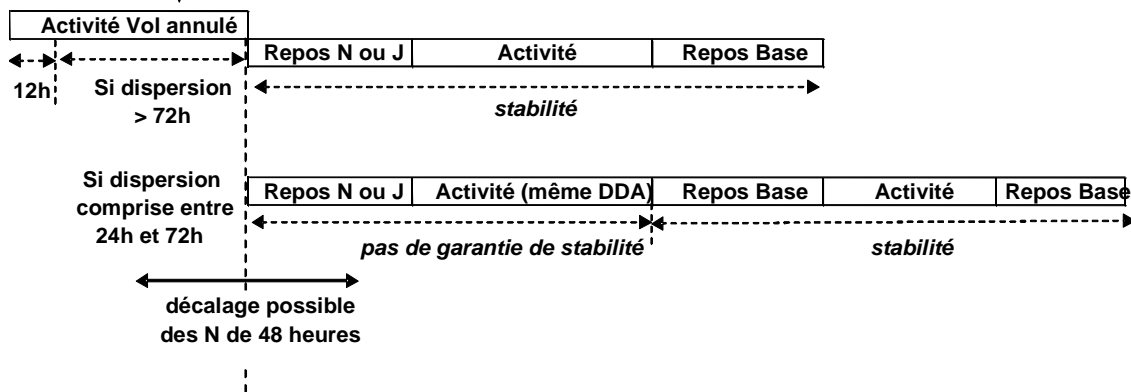 Activité Vol annulé
Repos N ou J Activité Repos Base
12h Si dispersion
> 72h
stabilité
Si dispersion
comprise entre
24h et 72h
Repos N ou J Activité (même DDA) Repos Base Activité Repos Base
pas de garantie de stabilité stabilité
décalage possible
des N de 48 heures